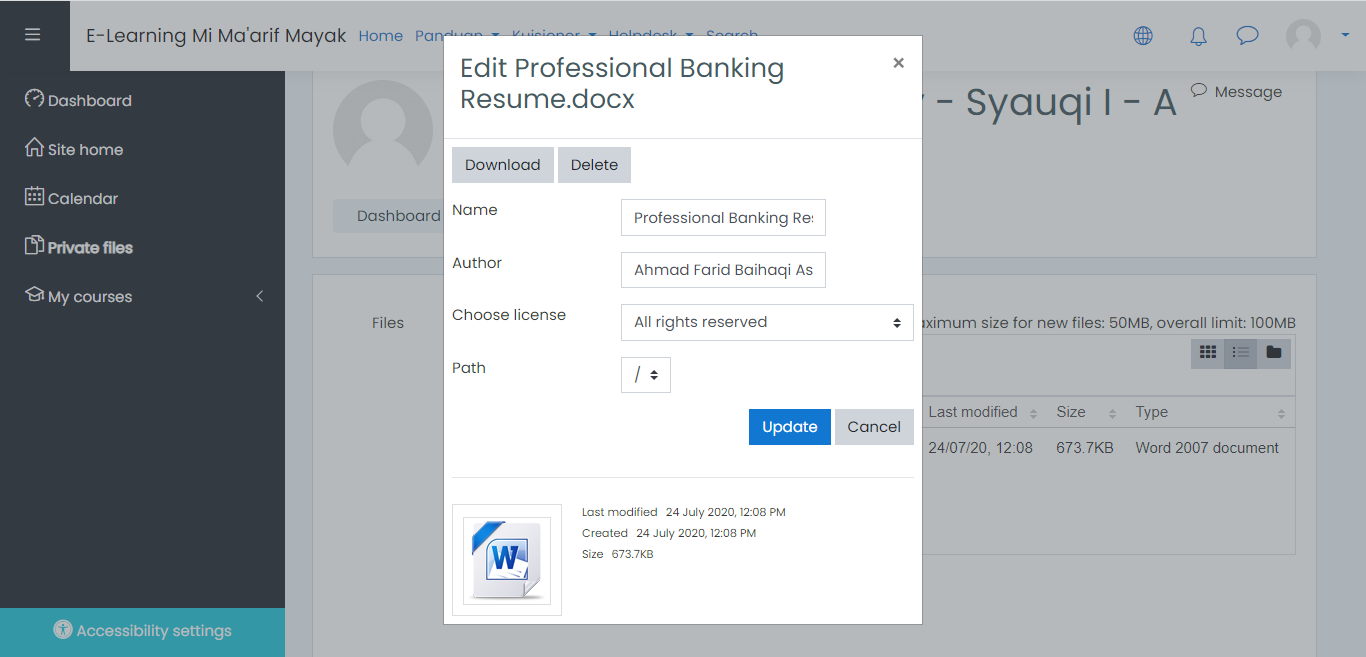 E-Learning Mi Ma'arif Mayak Home Panduan Kuisioner Helpdesk Search
Dashboard
Site home
Calendar
Private files
My courses
Accessibility settings
- Syauqi I - A
Message
Dashboard
Files
aximum size for new files: 50MB, overall limit: 100MB
Last modified Size Type
24/07/20, 12:08 673.7KB Word 2007 document
Edit Professional Banking
Resume.docx
×
Download Delete
Name Professional Banking Res
Author Ahmad Farid Baihaqi As
Choose license All rights reserved
Path /
Update Cancel
W
Last modified 24 July 2020, 12:08 PM
Created 24 July 2020, 12:08 PM
Size 673.7KB